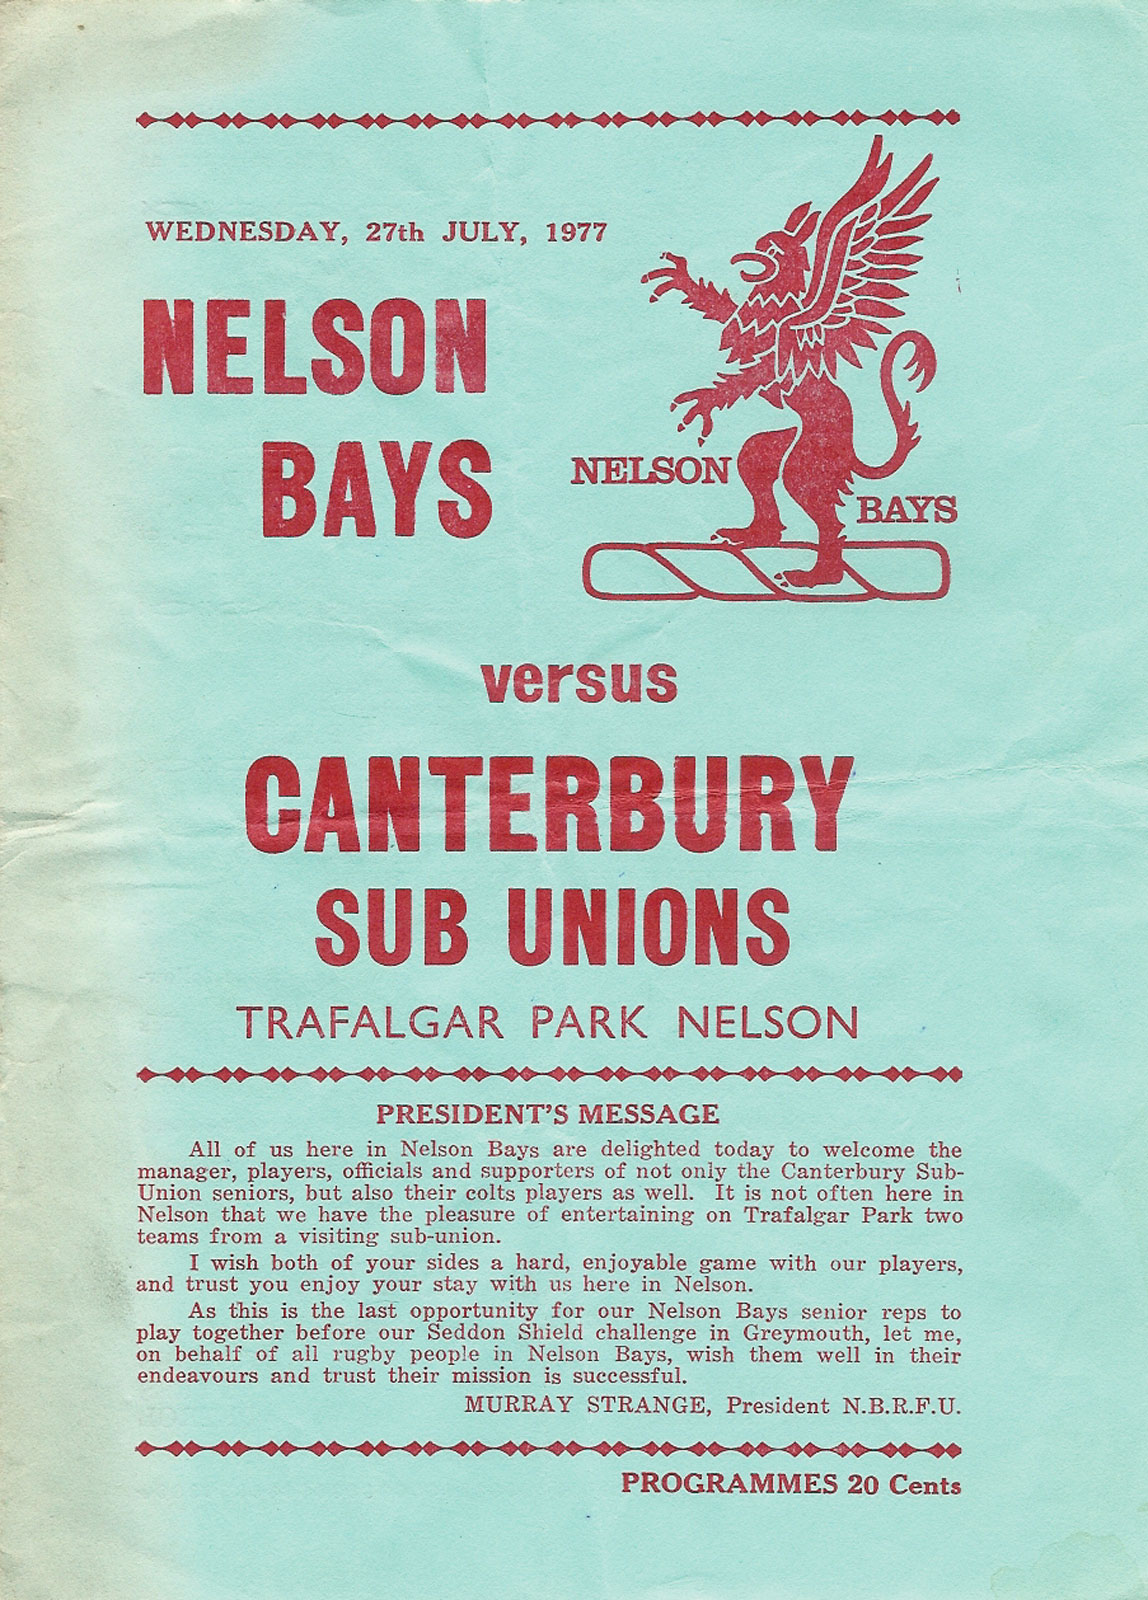 WEDNESDAY, 27th JULY, 1977
NELSON
BAYS
NELSON
BAYS
versus
CANTERBURY
SUB UNIONS
TRAFALGAR PARK NELSON
PRESIDENT'S MESSAGE
All of us here in Nelson Bays are delighted today to welcome the
manager, players, officials and supporters of not only the Canterbury Sub-
Union seniors, but also their colts players as well. It is not often here in
Nelson that we have the pleasure of entertaining on Trafalgar Park two
teams from a visiting sub-union.
I wish both of your sides a hard, enjoyable game with our players,
and trust you enjoy your stay with us here in Nelson.
As this is the last opportunity for our Nelson Bays senior reps to
play together before our Seddon Shield challenge in Greymouth, let me,
on behalf of all rugby people in Nelson Bays, wish them well in their
endeavours and trust their mission is successful.
MURRAY STRANGE, President N.B.R.F.U.
PROGRAMMES 20 Cents